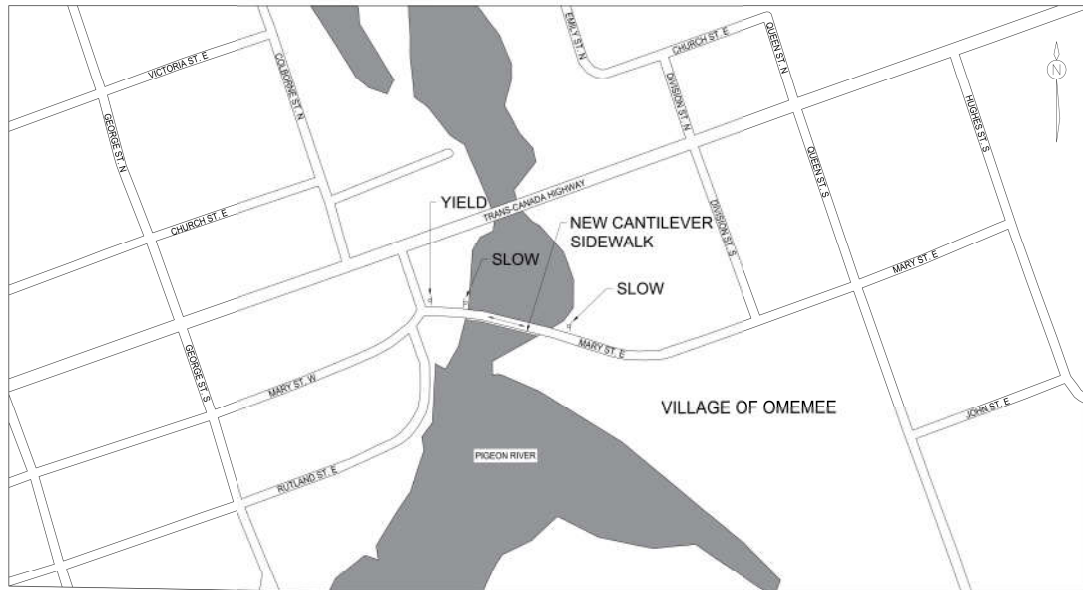 EMILY ST. N
CHURCH ST. E
QUEEN ST. N
VICTORIA ST. E
COLBORNE ST. N
DIVISION ST. N
N
GEORGE ST. N
HUGHES ST. S
QUEEN ST. S
YIELD
TRANS-CANADA HIGHWAY
CHURCH ST. E
NEW CANTILEVER
SIDEWALK
DIVISION ST. S
SLOW
MARY ST. E
SLOW
MARY ST. E
GEORGE ST. S
MARY ST. W
VILLAGE OF OMEMEE
JOHN ST. E
PIGEON RIVER
RUTLAND ST. E